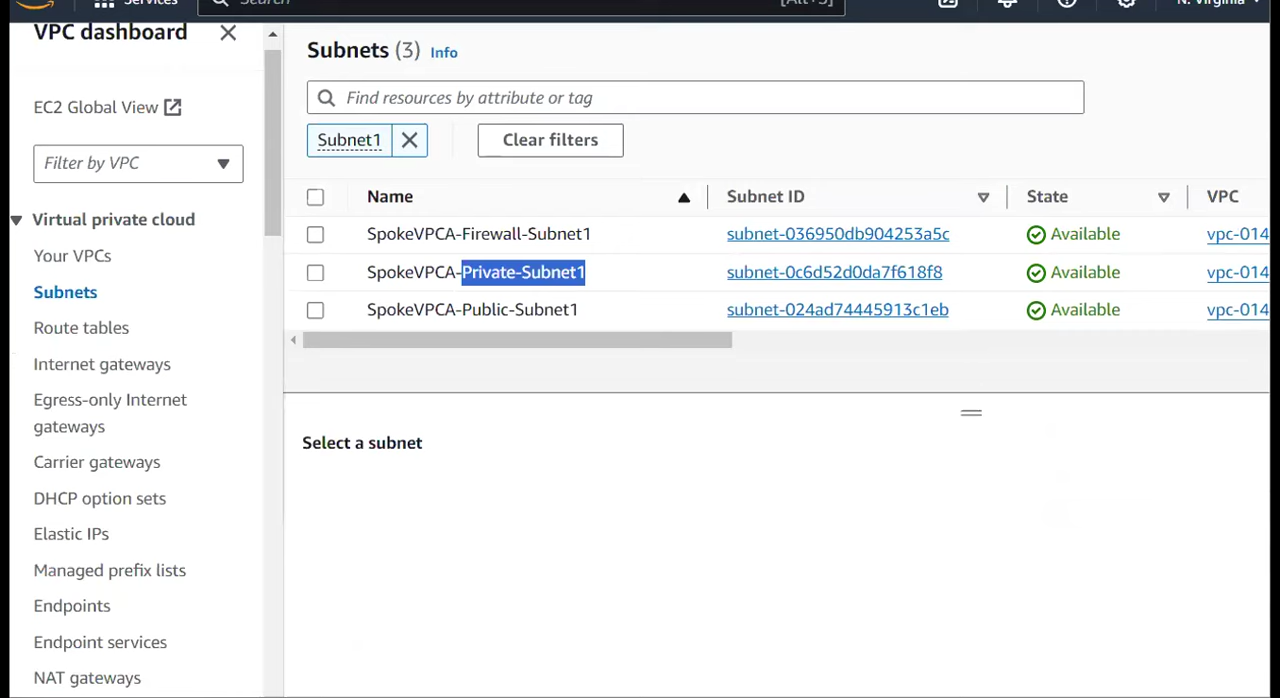 Services
Search
[Alt+S]
N. Virginia
VPC dashboard
EC2 Global View
Filter by VPC
Virtual private cloud
Your VPCs
Subnets
Route tables
Internet gateways
Egress-only Internet
gateways
Carrier gateways
DHCP option sets
Elastic IPs
Managed prefix lists
Endpoints
Endpoint services
NAT gateways
Subnets (3) Info
Find resources by attribute or tag
Subnet1
Clear filters
Name Subnet ID State VPC
SpokeVPCA-Firewall-Subnet1 subnet-036950db904253a5c Available vpc-014
SpokeVPCA-Private-Subnet1 subnet-0c6d52d0da7f618f8 Available vpc-014
SpokeVPCA-Public-Subnet1 subnet-024ad74445913c1eb Available vpc-014
Select a subnet